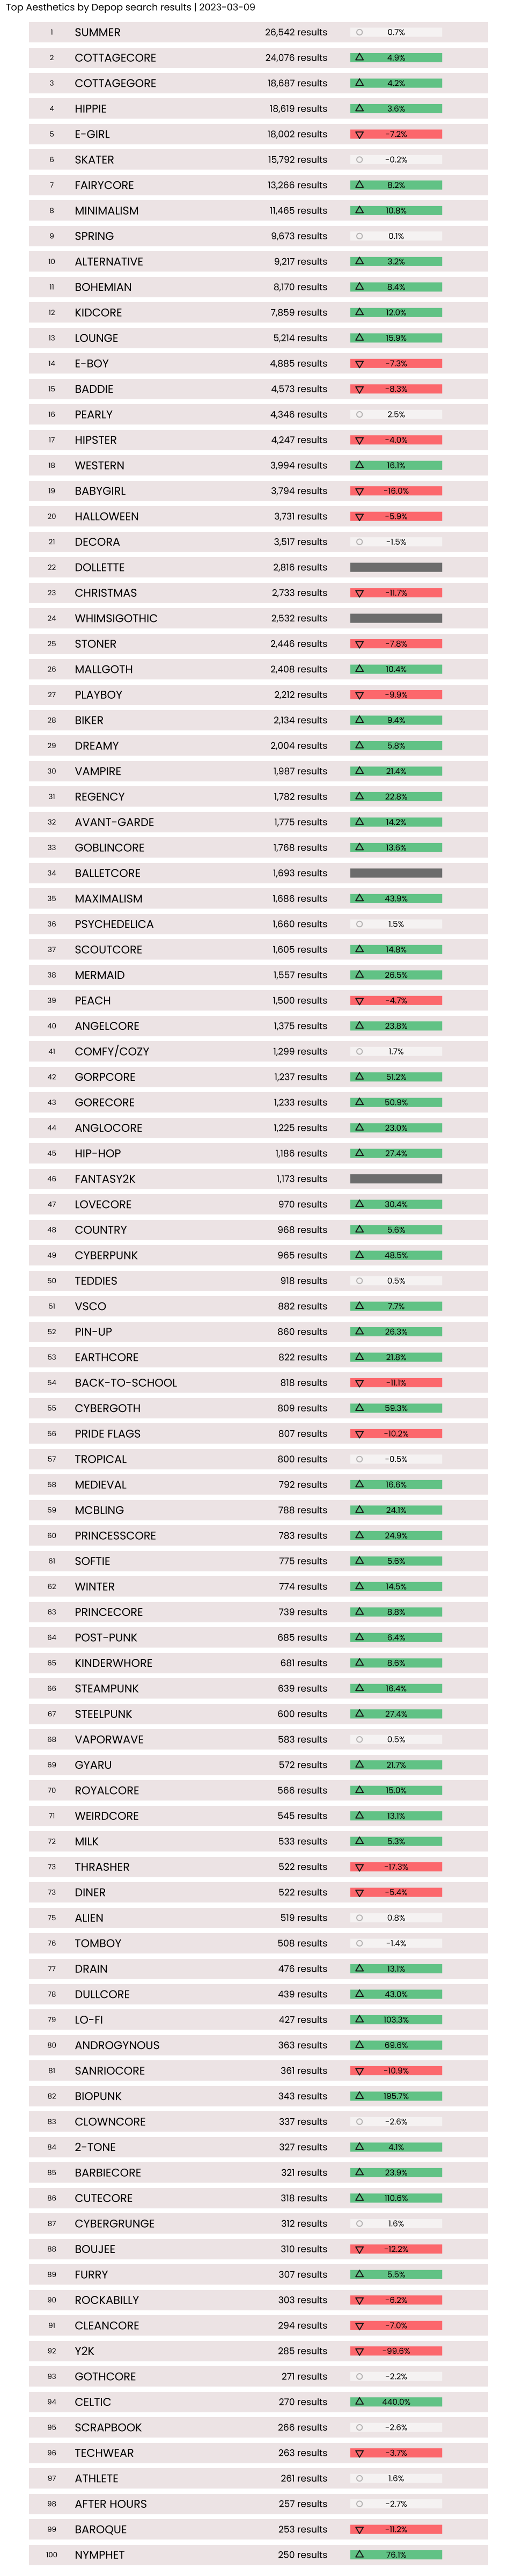 Top Aesthetics by Depop search results | 2023-03-09
1 SUMMER 26,542 results 0.7%
2 COTTAGECORE 24,076 results 4.9%
3 COTTAGEGORE 18,687 results 4.2%
4 HIPPIE 18,619 results 3.6%
5 E-GIRL 18,002 results -7.2%
6 SKATER 15,792 results -0.2%
7 FAIRYCORE 13,266 results 8.2%
8 MINIMALISM 11,465 results 10.8%
9 SPRING 9,673 results 0.1%
10 ALTERNATIVE 9,217 results 3.2%
11 BOHEMIAN 8,170 results 8.4%
12 KIDCORE 7,859 results 12.0%
13 LOUNGE 5,214 results 15.9%
14 E-BOY 4,885 results -7.3%
15 BADDIE 4,573 results -8.3%
16 PEARLY 4,346 results 2.5%
17 HIPSTER 4,247 results -4.0%
18 WESTERN 3,994 results 16.1%
19 BABYGIRL 3,794 results -16.0%
20 HALLOWEEN 3,731 results -5.9%
21 DECORA 3,517 results -1.5%
22 DOLLETTE 2,816 results
23 CHRISTMAS 2,733 results -11.7%
24 WHIMSIGOTHIC 2,532 results
25 STONER 2,446 results -7.8%
26 MALLGOTH 2,408 results 10.4%
27 PLAYBOY 2,212 results -9.9%
28 BIKER 2,134 results 9.4%
29 DREAMY 2,004 results 5.8%
30 VAMPIRE 1,987 results 21.4%
31 REGENCY 1,782 results 22.8%
32 AVANT-GARDE 1,775 results 14.2%
33 GOBLINCORE 1,768 results 13.6%
34 BALLETCORE 1,693 results
35 MAXIMALISM 1,686 results 43.9%
36 PSYCHEDELICA 1,660 results 1.5%
37 SCOUTCORE 1,605 results 14.8%
38 MERMAID 1,557 results 26.5%
39 PEACH 1,500 results -4.7%
40 ANGELCORE 1,375 results 23.8%
41 COMFY/COZY 1,299 results 1.7%
42 GORPCORE 1,237 results 51.2%
43 GORECORE 1,233 results 50.9%
44 ANGLOCORE 1,225 results 23.0%
45 HIP-HOP 1,186 results 27.4%
46 FANTASY2K 1,173 results
47 LOVECORE 970 results 30.4%
48 COUNTRY 968 results 5.6%
49 CYBERPUNK 965 results 48.5%
50 TEDDIES 918 results 0.5%
51 VSCO 882 results 7.7%
52 PIN-UP 860 results 26.3%
53 EARTHCORE 822 results 21.8%
54 BACK-TO-SCHOOL 818 results -11.1%
55 CYBERGOTH 809 results 59.3%
56 PRIDE FLAGS 807 results -10.2%
57 TROPICAL 800 results -0.5%
58 MEDIEVAL 792 results 16.6%
59 MCBLING 788 results 24.1%
60 PRINCESSCORE 783 results 24.9%
61 SOFTIE 775 results 5.6%
62 WINTER 774 results 14.5%
63 PRINCECORE 739 results 8.8%
64 POST-PUNK 685 results 6.4%
65 KINDERWHORE 681 results 8.6%
66 STEAMPUNK 639 results 16.4%
67 STEELPUNK 600 results 27.4%
68 VAPORWAVE 583 results 0.5%
69 GYARU 572 results 21.7%
70 ROYALCORE 566 results 15.0%
71 WEIRDCORE 545 results 13.1%
72 MILK 533 results 5.3%
73 THRASHER 522 results -17.3%
73 DINER 522 results -5.4%
75 ALIEN 519 results 0.8%
76 TOMBOY 508 results -1.4%
77 DRAIN 476 results 13.1%
78 DULLCORE 439 results 43.0%
79 LO-FI 427 results 103.3%
80 ANDROGYNOUS 363 results 69.6%
81 SANRIOCORE 361 results -10.9%
82 BIOPUNK 343 results 195.7%
83 CLOWNCORE 337 results -2.6%
84 2-TONE 327 results 4.1%
85 BARBIECORE 321 results 23.9%
86 CUTECORE 318 results 110.6%
87 CYBERGRUNGE 312 results 1.6%
88 BOUJEE 310 results -12.2%
89 FURRY 307 results 5.5%
90 ROCKABILLY 303 results -6.2%
91 CLEANCORE 294 results -7.0%
92 Y2K 285 results -99.6%
93 GOTHCORE 271 results -2.2%
94 CELTIC 270 results 440.0%
95 SCRAPBOOK 266 results -2.6%
96 TECHWEAR 263 results -3.7%
97 ATHLETE 261 results 1.6%
98 AFTER HOURS 257 results -2.7%
99 BAROQUE 253 results -11.2%
100 NYMPHET 250 results 76.1%